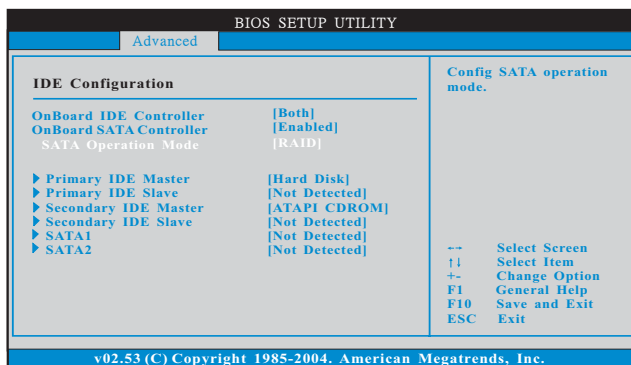 BIOS SETUP UTILITY
Advanced
IDE Configuration
OnBoard IDE Controller [Both]
OnBoard SATA Controller [Enabled]
SATA Operation Mode [RAID]
Primary IDE Master [Hard Disk]
Primary IDE Slave [Not Detected]
Secondary IDE Master [ATAPI CDROM]
Secondary IDE Slave [Not Detected]
SATA1 [Not Detected]
SATA2 [Not Detected]
Config SATA operation
mode.
←→ Select Screen
↑↓ Select Item
+- Change Option
F1 General Help
F10 Save and Exit
ESC Exit
v02.53 (C) Copyright 1985-2004. American Megatrends, Inc.